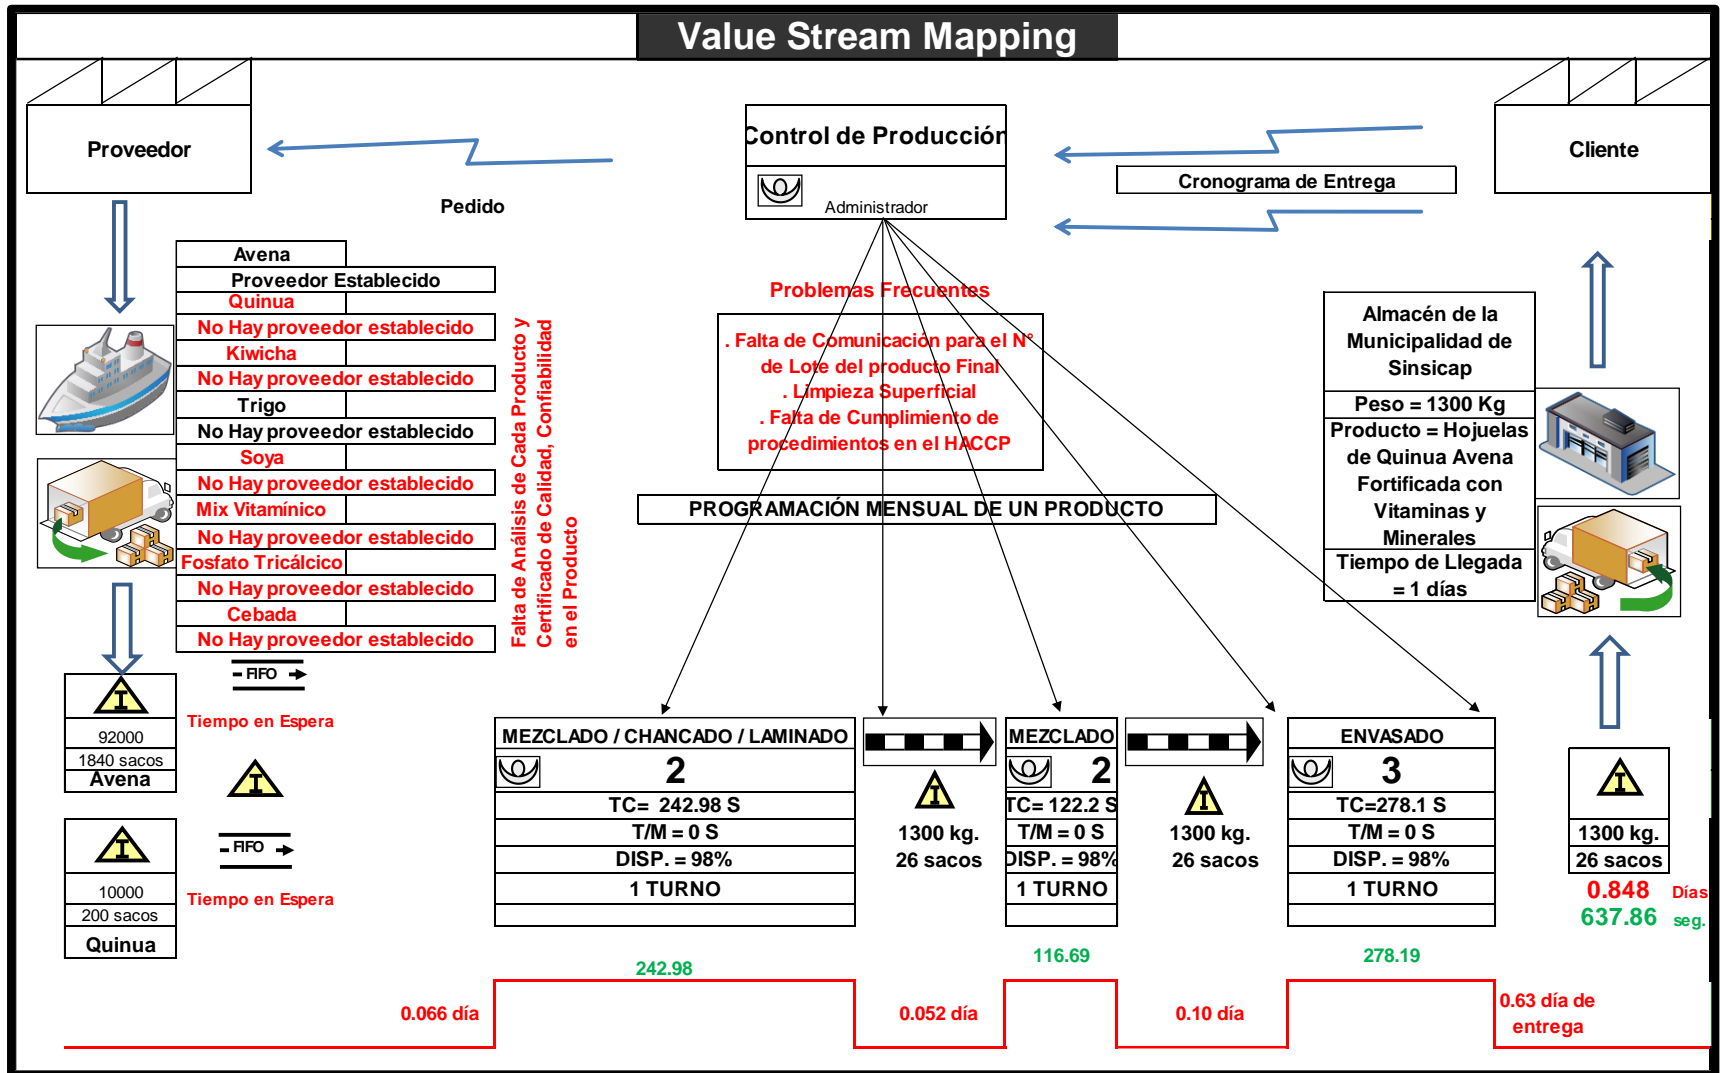 Value Stream Mapping
Proveedor
Control de Producción
Administrador
Cliente
Cronograma de Entrega
Pedido
Avena
Proveedor Establecido
Quinua
No Hay proveedor establecido
Kiwicha
No Hay proveedor establecido
Trigo
No Hay proveedor establecido
Soya
No Hay proveedor establecido
Mix Vitamínico
No Hay proveedor establecido
Fosfato Tricálcico
No Hay proveedor establecido
Cebada
No Hay proveedor establecido
Falta de Análisis de Cada Producto y
Certificado de Calidad, Confiabilidad
en el Producto
Problemas Frecuentes
. Falta de Comunicación para el N°
de Lote del producto Final
. Limpieza Superficial
. Falta de Cumplimiento de
procedimientos en el HACCP
PROGRAMACIÓN MENSUAL DE UN PRODUCTO
Almacén de la
Municipalidad de
Sinsicap
Peso = 1300 Kg
Producto = Hojuelas
de Quinua Avena
Fortificada con
Vitaminas y
Minerales
Tiempo de Llegada
= 1 días
FIFO
Tiempo en Espera
I
92000
1840 sacos
Avena
I
FIFO
Tiempo en Espera
I
10000
200 sacos
Quinua
MEZCLADO / CHANCADO / LAMINADO
2
TC= 242.98 S
T/M = 0 S
DISP. = 98%
1 TURNO
I
1300 kg.
26 sacos
MEZCLADO
2
TC= 122.2 S
T/M = 0 S
DISP. = 98%
1 TURNO
I
1300 kg.
26 sacos
ENVASADO
3
TC=278.1 S
T/M = 0 S
DISP. = 98%
1 TURNO
I
1300 kg.
26 sacos
0.848 Días
637.86 seg.
242.98
116.69
278.19
0.066 día
0.052 día
0.10 día
0.63 día de
entrega